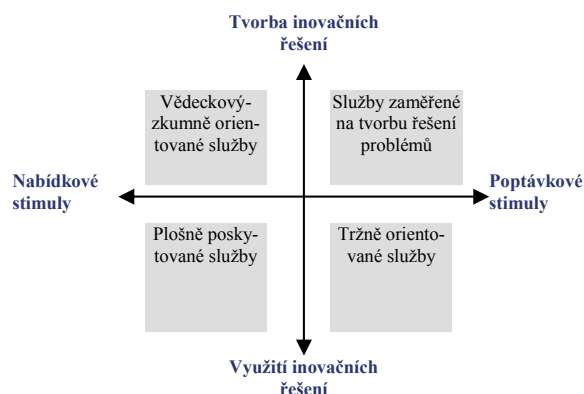 Tvorba inovačních
řešení
Vědeckový-
zkumně orien-
tované služby
Služby zaměřené
na tvorbu řešení
problémů
Nabídkové
stimuly
Poptávkové
stimuly
Plošně posky-
tované služby
Tržně oriento-
vané služby
Využití inovačních
řešení